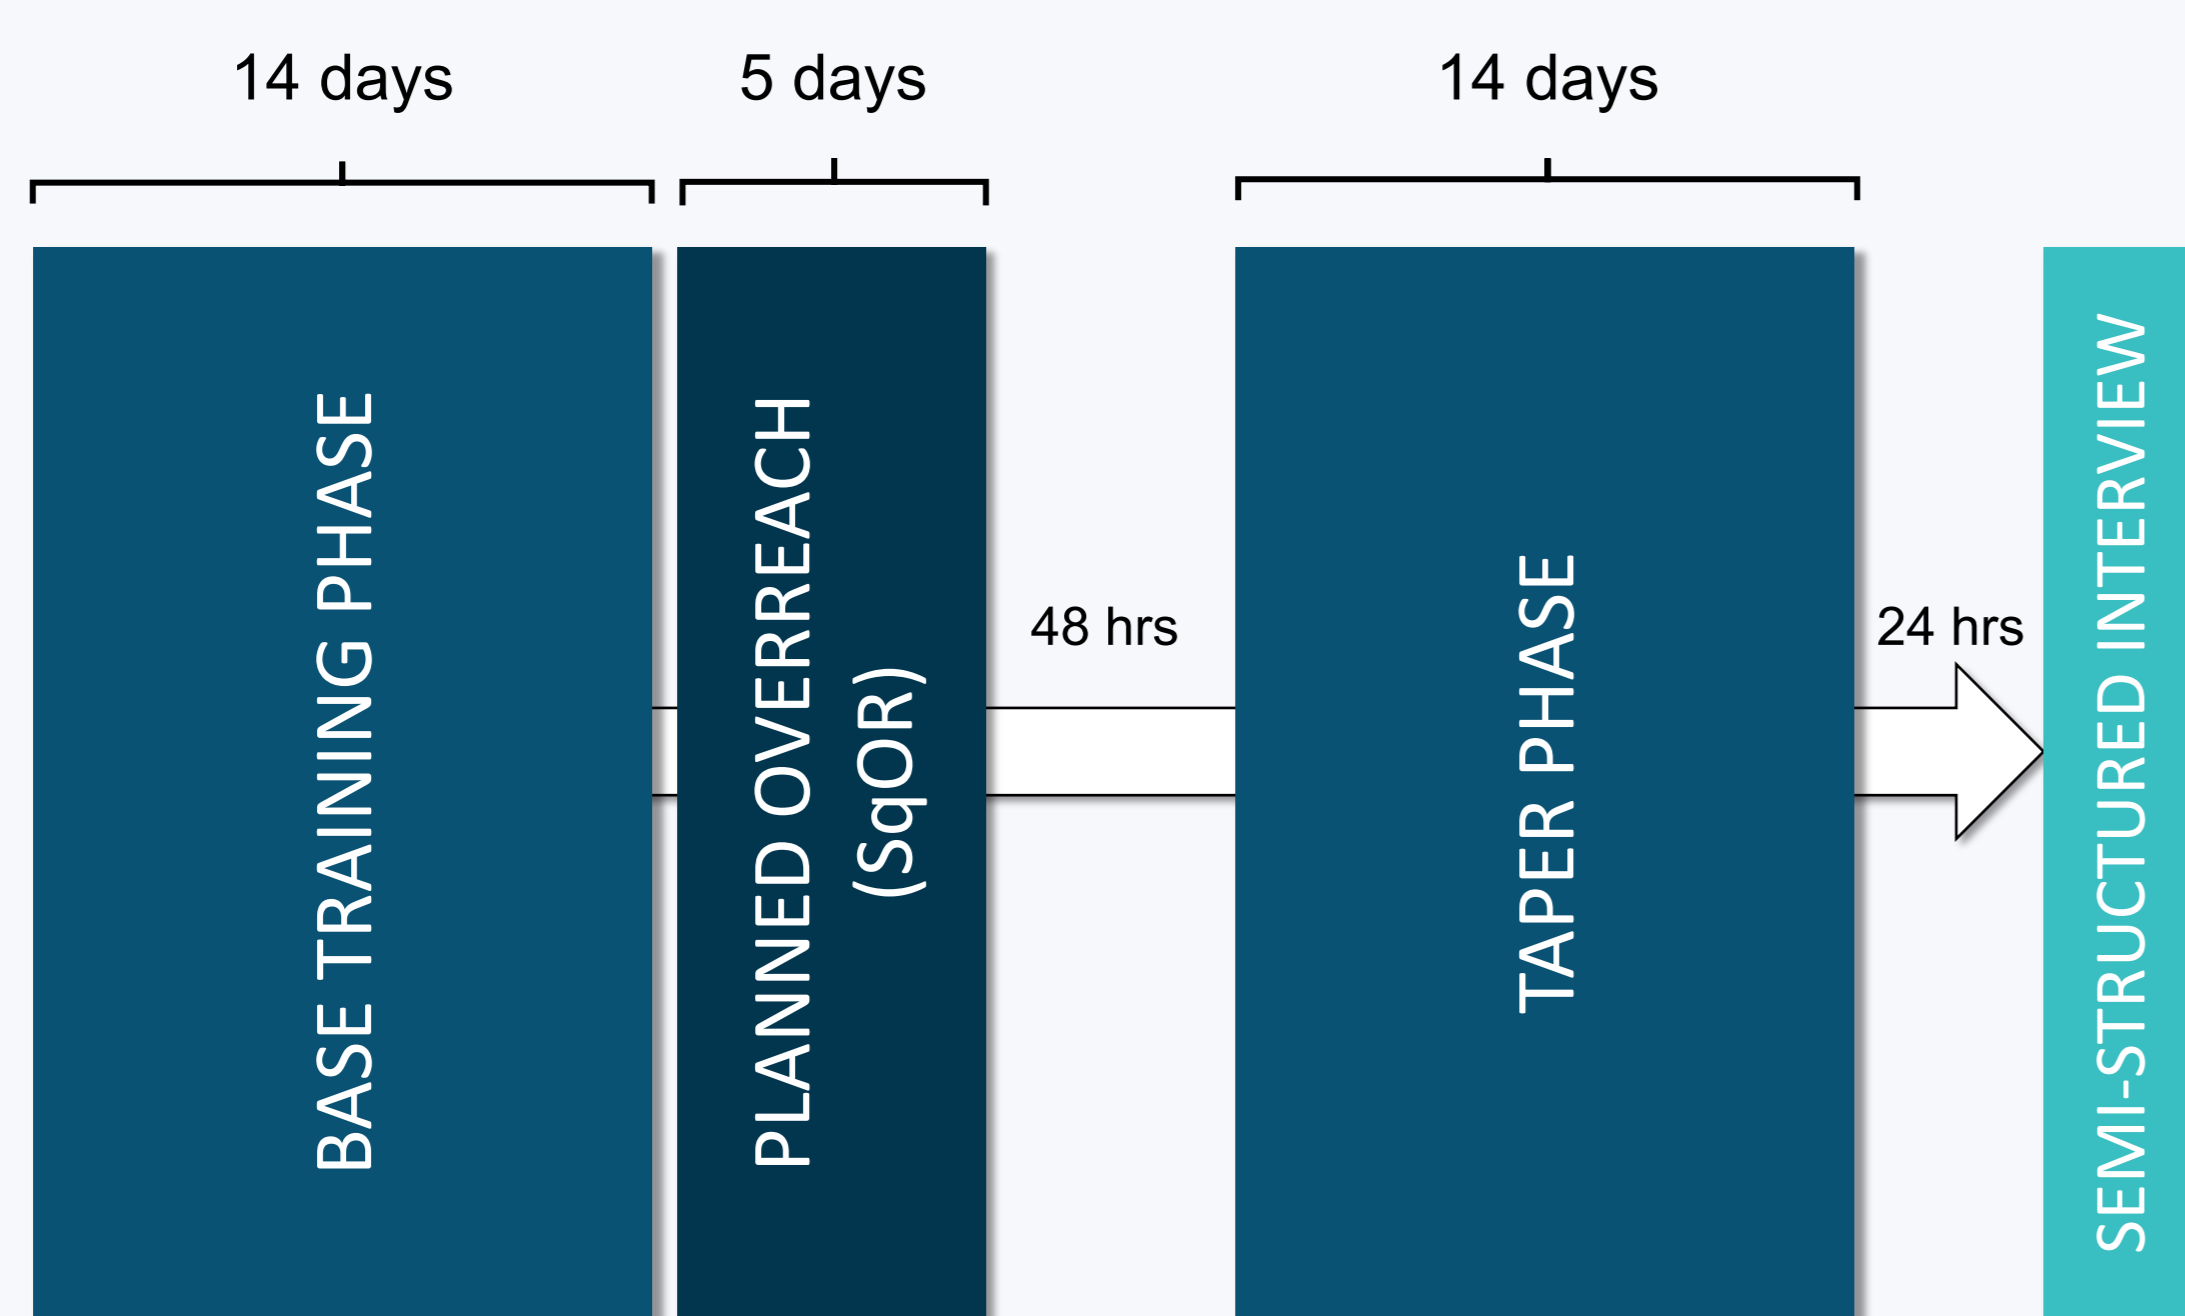 14 days
5 days
14 days
BASE TRAINING PHASE
PLANNED OVERREACH
(SqOR)
48 hrs
TAPER PHASE
24 hrs
SEMI-STRUCTURED INTERVIEW